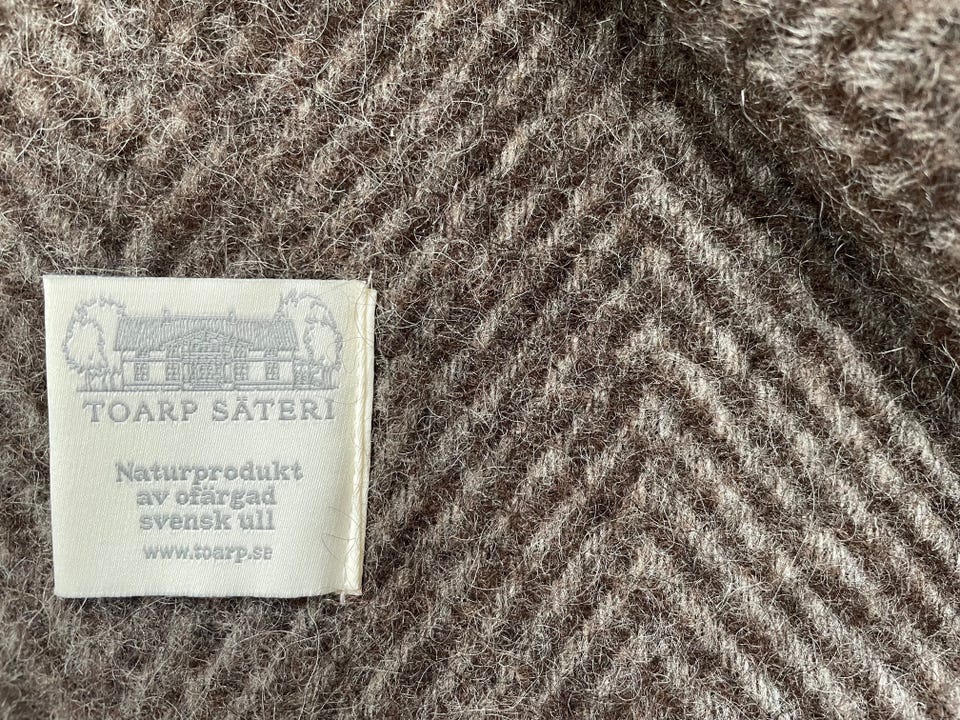 TOARP SÄTERI
Naturprodukt
av ofärgad
svensk ull
www.toarp.se